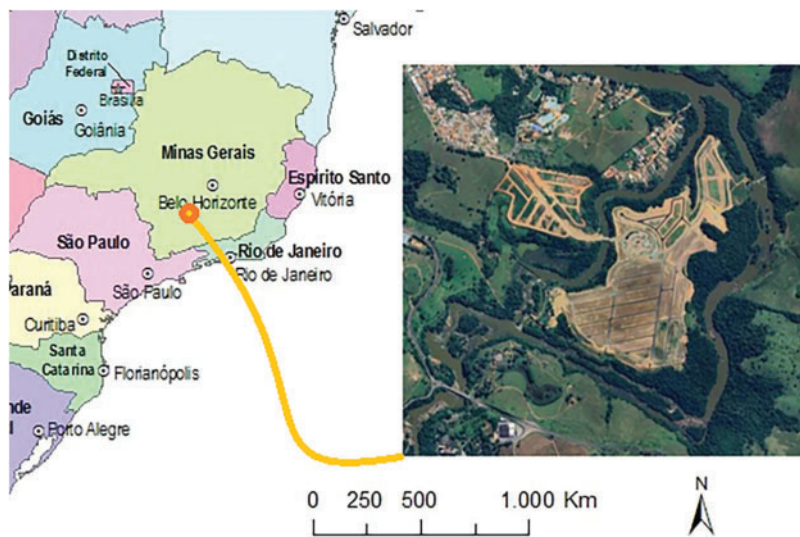 Salvador
Distrito
Federal
Brasília
Goiás
Goiânia
Minas Gerais
Belo Horizonte
Espírito Santo
Vitória
São Paulo
Rio de Janeiro
Rio de Janeiro
São Paulo
Paraná
Curitiba
Santa
Catarina
Florianópolis
nde
l
Porto Alegre
N
0 250 500 1.000 Km